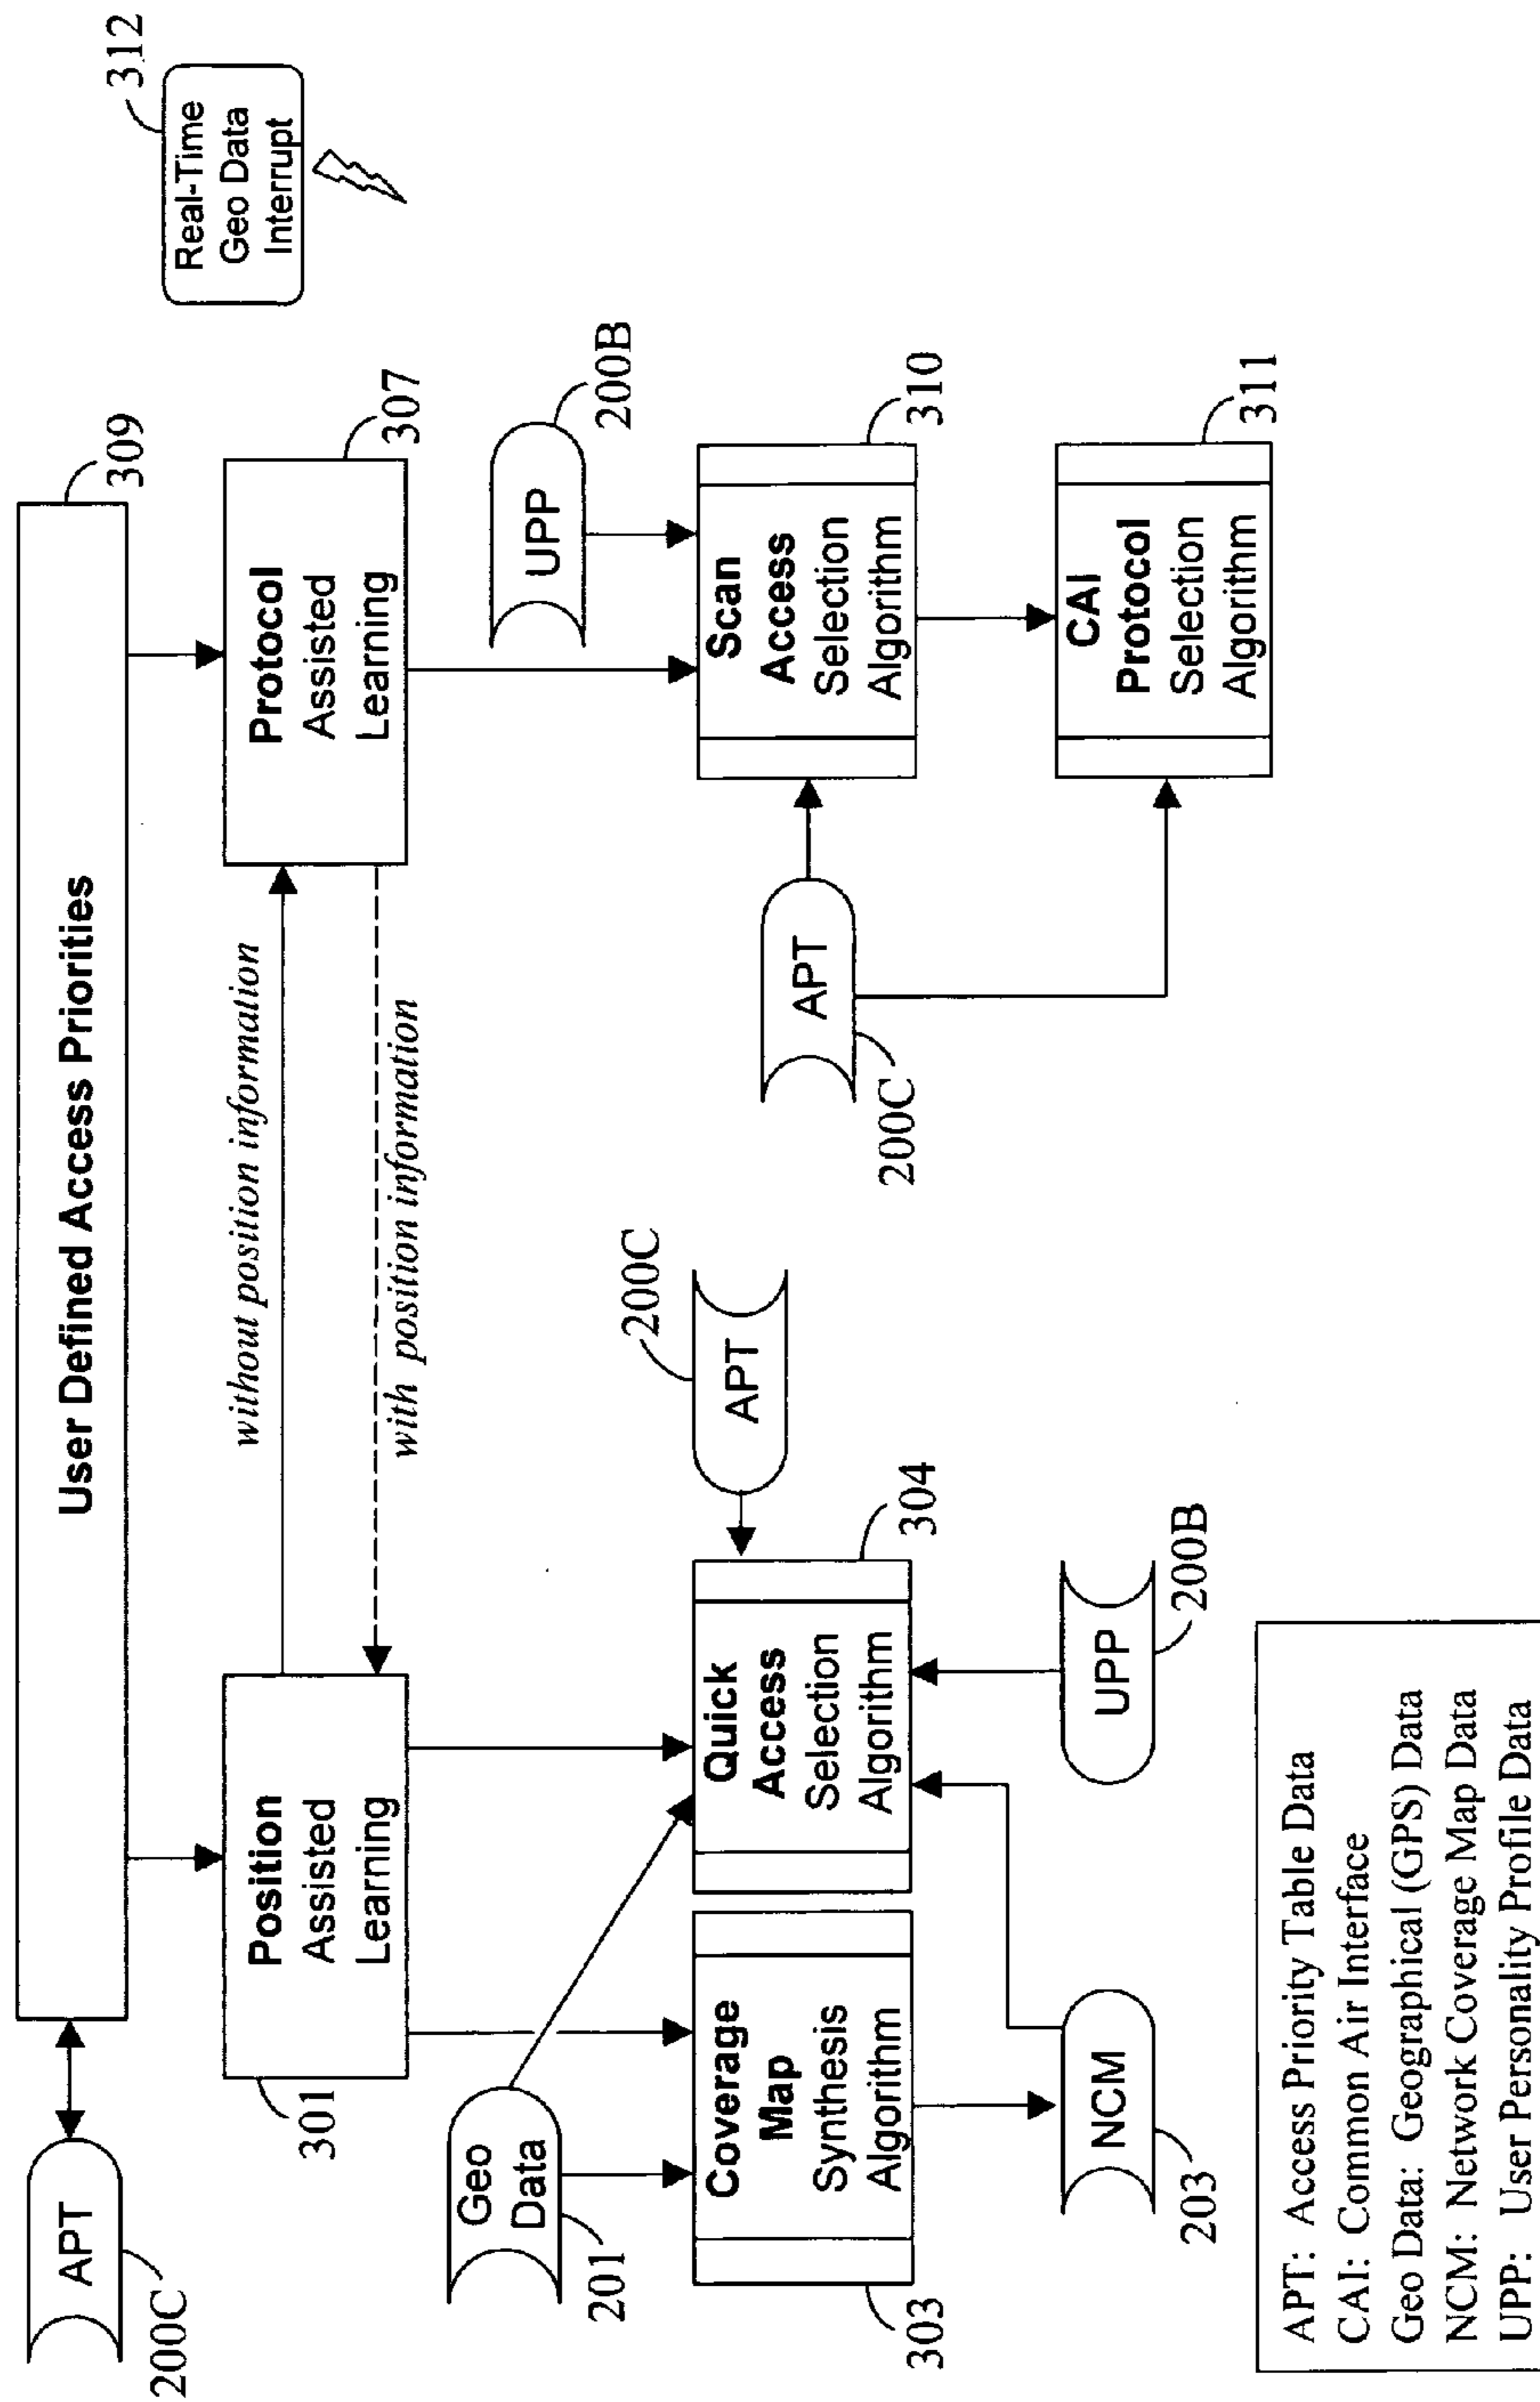 APT
200C
User Defined Access Priorities
309
Position
Assisted
Learning
301
without position information
with position information
Protocol
Assisted
Learning
307
Real-Time
Geo Data
Interrupt
312
Geo
Data
201
UPP
200B
Coverage
Map
Synthesis
Algorithm
303
Quick
Access
Selection
Algorithm
304
APT
200C
APT
200C
Scan
Access
Selection
Algorithm
310
NCM
203
UPP
200B
CAI
Protocol
Selection
Algorithm
311
APT: Access Priority Table Data
CAI: Common Air Interface
Geo Data: Geographical (GPS) Data
NCM: Network Coverage Map Data
UPP: User Personality Profile Data